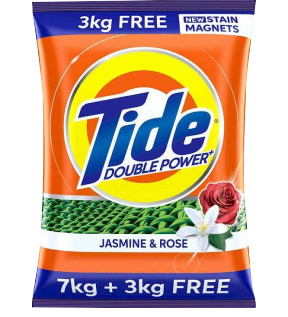 3kg FREE
NEW STAIN
MAGNETS
Tide
DOUBLE POWER+
JASMINE & ROSE
7kg + 3kg FREE